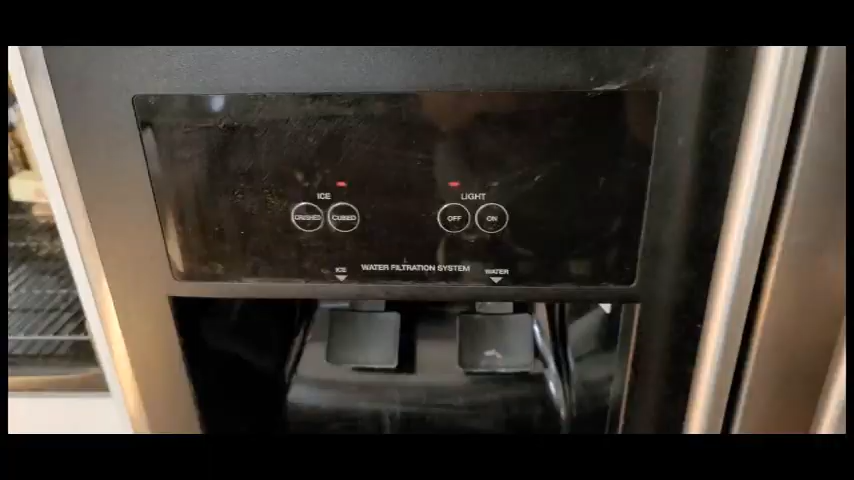 ICE
LIGHT
CRUSHED
CUBED
OFF
ON
ICE
WATER FILTRATION SYSTEM
WATER